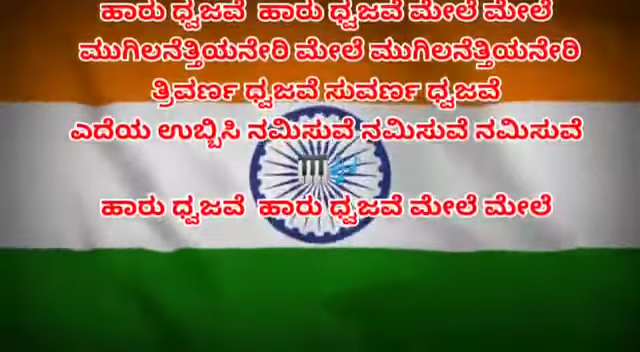 ಹಾರು ಧ್ವಜವೆ ಹಾರು ಧ್ವಜವೆ ಮೇಲೆ ಮೇಲೆ
ಮುಗಿಲನೆತ್ತಿಯನೇರಿ ಮೇಲೆ ಮುಗಿಲನೆತ್ತಿಯನೇರಿ
ತ್ರಿವರ್ಣ ಧ್ವಜವೆ ಸುವರ್ಣ ಧ್ವಜವೆ
ಎದೆಯ ಉಬ್ಬಿಸಿ ನಮಿಸುವೆ ನಮಿಸುವೆ ನಮಿಸುವೆ
ಹಾರು ಧ್ವಜವೆ ಹಾರು ಧ್ವಜವೆ ಮೇಲೆ ಮೇಲೆ